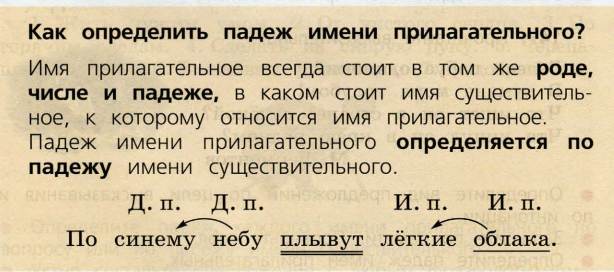 Как определить падеж имени прилагательного?
Имя прилагательное всегда стоит в том же роде,
числе и падеже, в каком стоит имя существитель-
ное, к которому относится имя прилагательное.
Падеж имени прилагательного определяется по
падежу имени существительного.
Д. п. Д. п. И. п. И. п.
По синему небу плывут лёгкие облака.